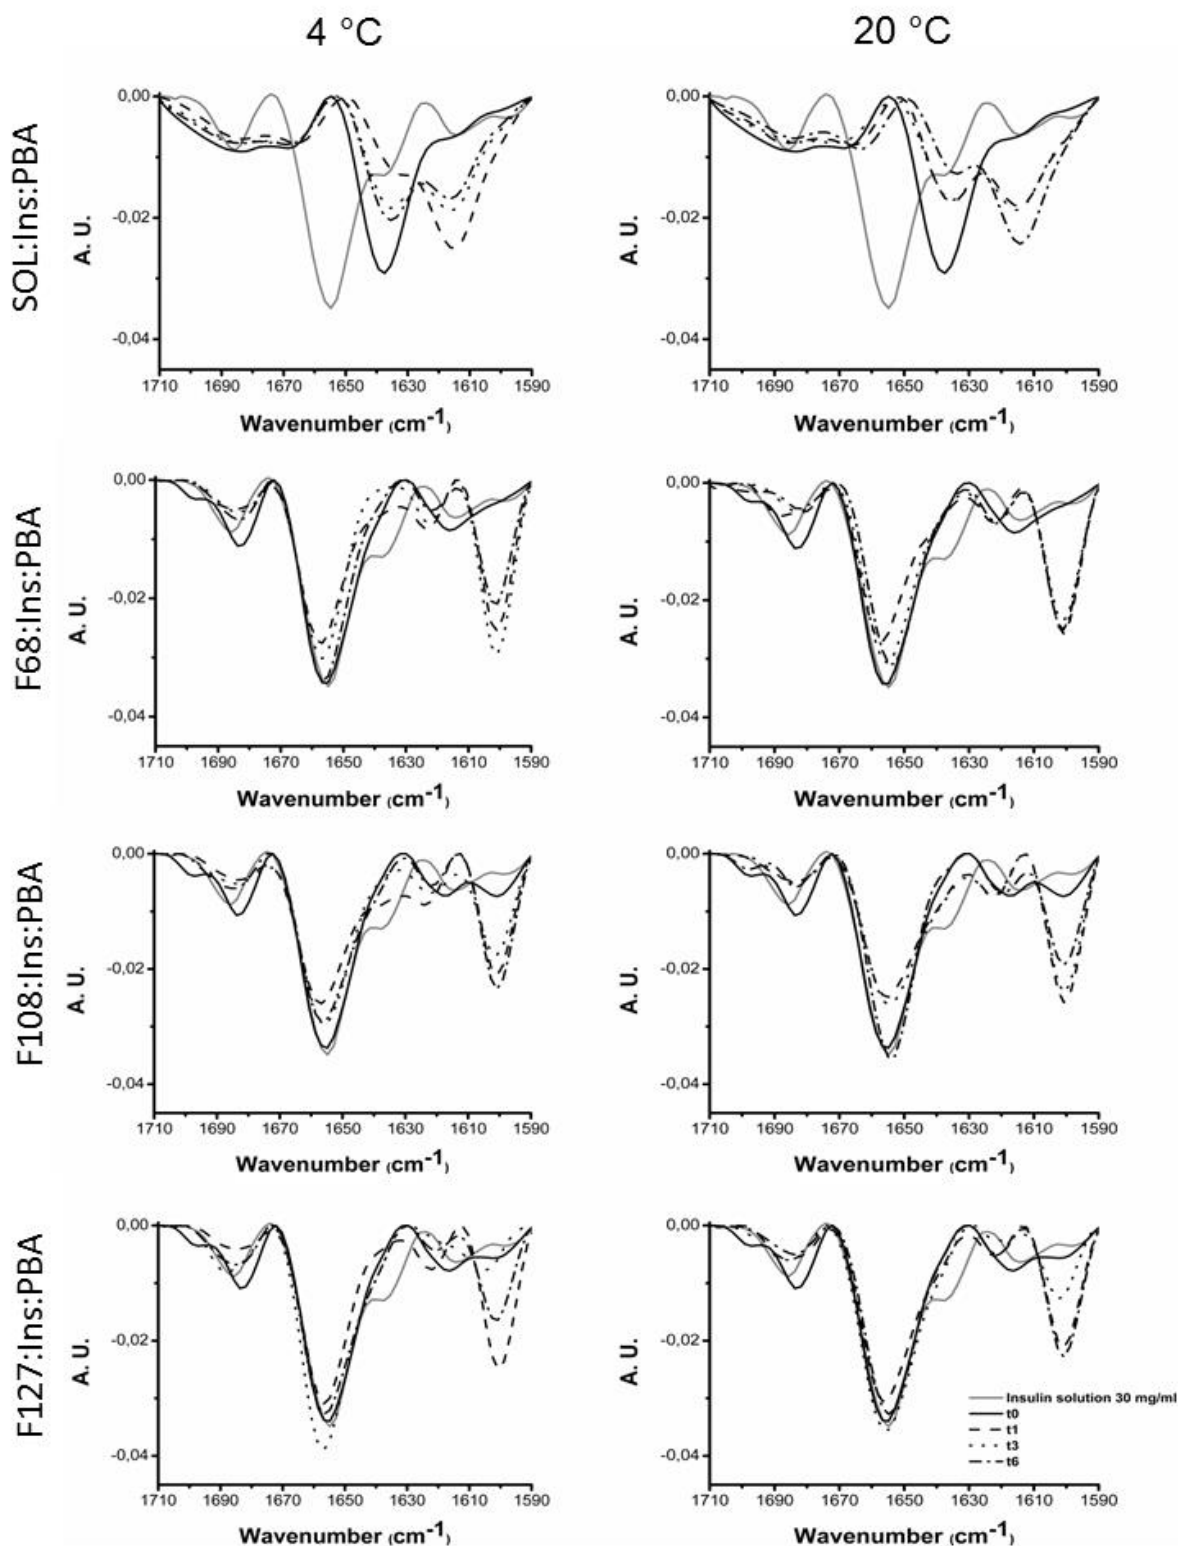 4 °C
20 °C
SOL:Ins:PBA
0,00
-0,02
-0,04
A. U.
1710 1690 1670 1650 1630 1610 1590
Wavenumber (cm-1)
0,00
-0,02
-0,04
A. U.
1710 1690 1670 1650 1630 1610 1590
Wavenumber (cm-1)
F68:Ins:PBA
0,00
-0,02
-0,04
A. U.
1710 1690 1670 1650 1630 1610 1590
Wavenumber (cm-1)
0,00
-0,02
-0,04
A. U.
1710 1690 1670 1650 1630 1610 1590
Wavenumber (cm-1)
F108:Ins:PBA
0,00
-0,02
-0,04
A. U.
1710 1690 1670 1650 1630 1610 1590
Wavenumber (cm-1)
0,00
-0,02
-0,04
A. U.
1710 1690 1670 1650 1630 1610 1590
Wavenumber (cm-1)
F127:Ins:PBA
0,00
-0,02
-0,04
A. U.
1710 1690 1670 1650 1630 1610 1590
Wavenumber (cm-1)
0,00
-0,02
-0,04
A. U.
Insulin solution 30 mg/ml
t0
t1
t3
t6
1710 1690 1670 1650 1630 1610 1590
Wavenumber (cm-1)